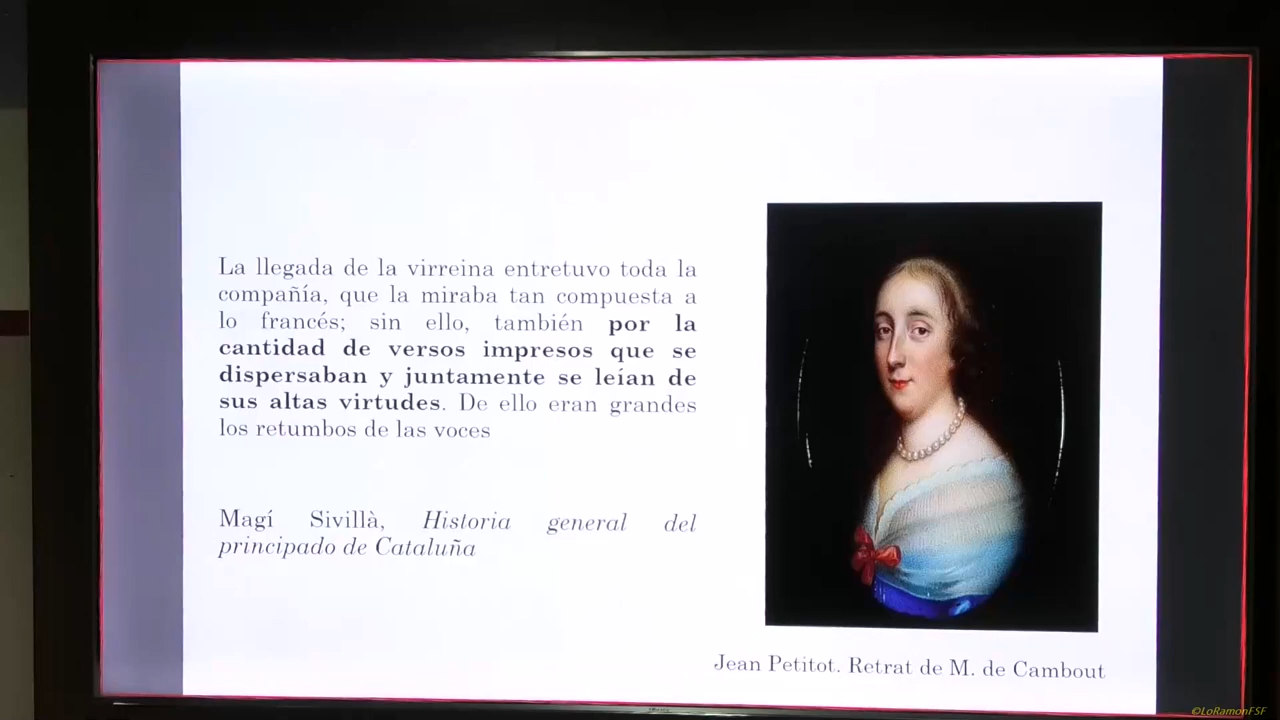 La llegada de la virreina entretuvo toda la
compañía, que la miraba tan compuesta a
lo francés; sin ello, también por la
cantidad de versos impresos que se
dispersaban y juntamente se leían de
sus altas virtudes. De ello eran grandes
los retumbos de las voces
Magí Sivillà, Historia general del
principado de Cataluña
Jean Petitot. Retrat de M. de Cambout
©LoRamonFSF